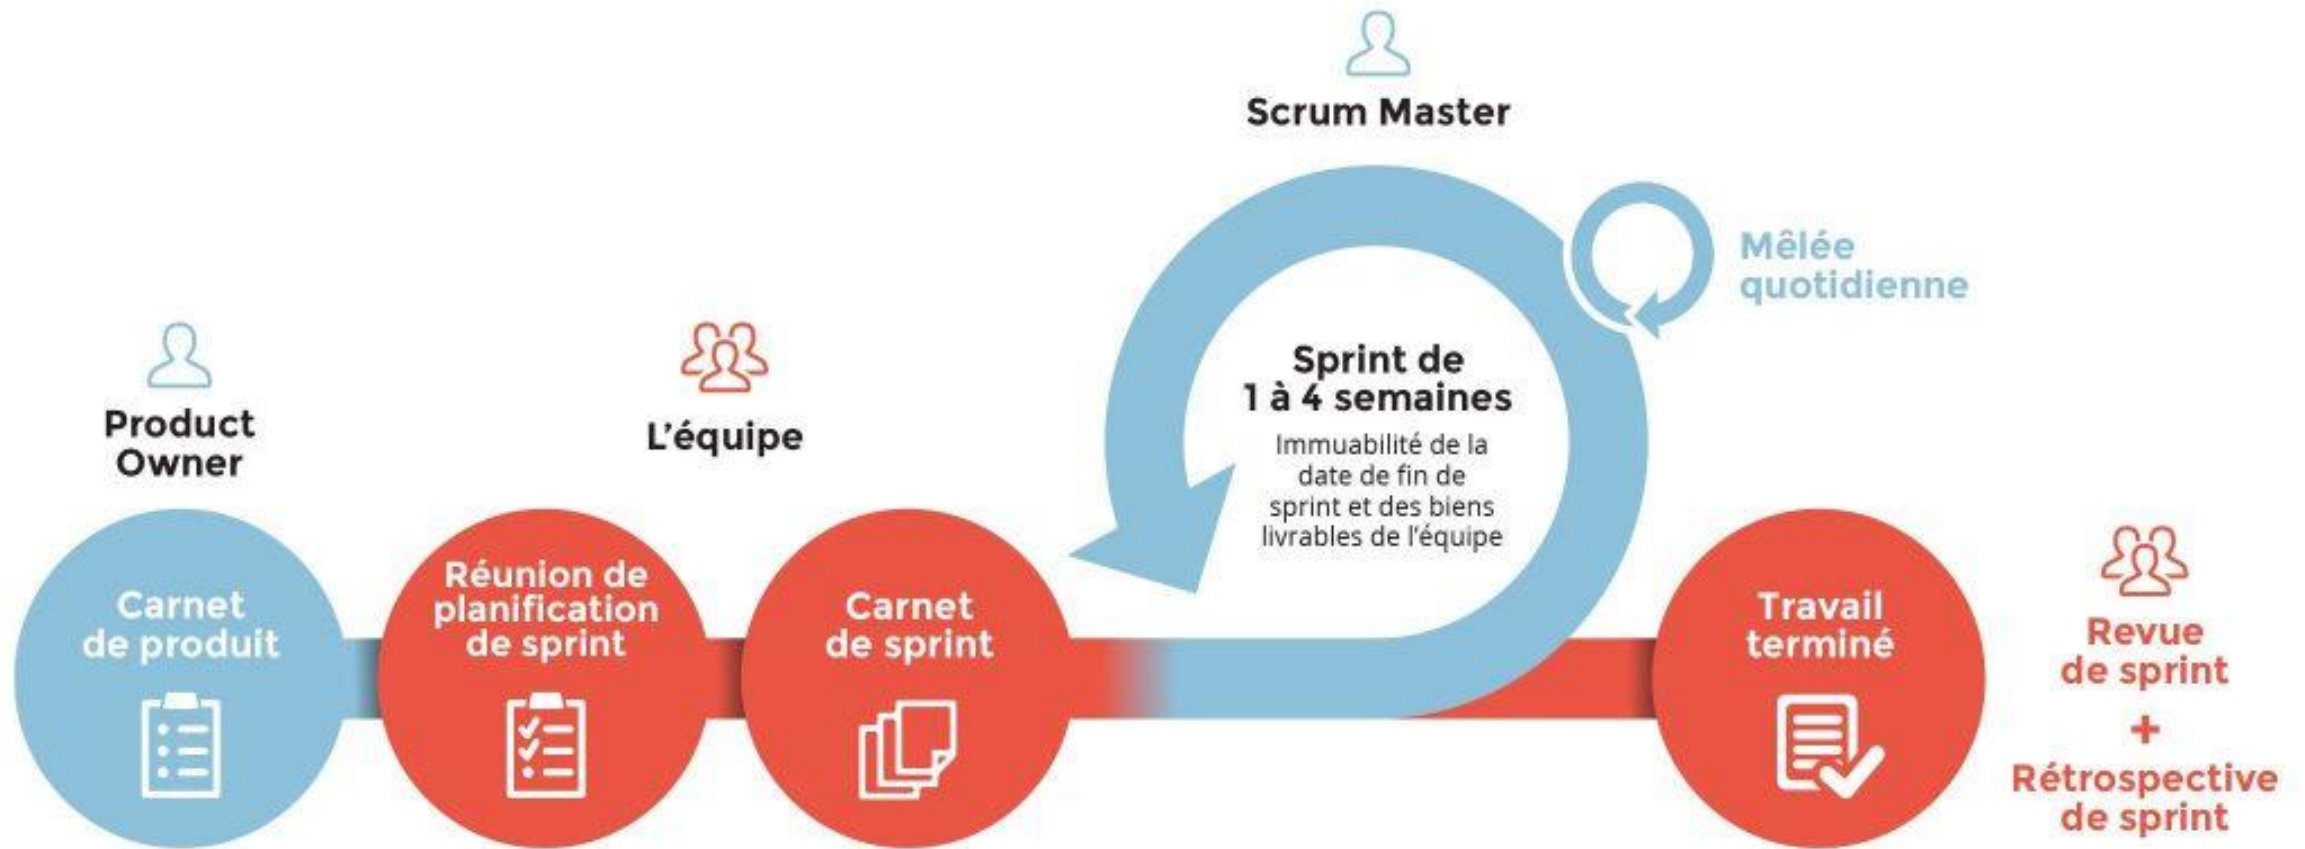 Scrum Master
Mêlée
quotidienne
Product
Owner
L'équipe
Sprint de
1 à 4 semaines
Immuabilité de la
date de fin de
sprint et des biens
livrables de l'équipe
Carnet
de produit
Réunion de
planification
de sprint
Carnet
de sprint
Travail
terminé
Revue
de sprint
+
Rétrospective
de sprint